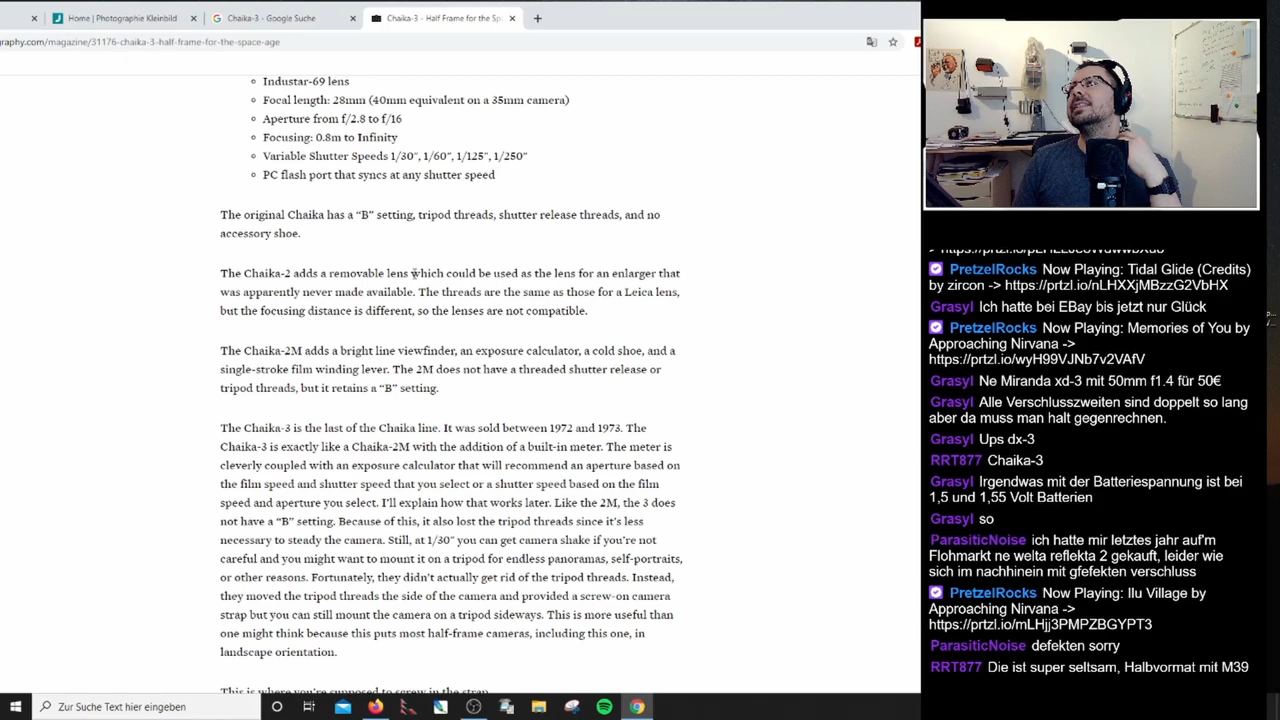 Home | Photographie Kleinbild
Chaika-3 - Google Suche
Chaika-3 - Half Frame for the Sp
graphy.com/magazine/31176-chaika-3-half-frame-for-the-space-age
Industar-69 lens
Focal length: 28mm (40mm equivalent on a 35mm camera)
Aperture from f/2.8 to f/16
Focusing: 0.8m to Infinity
Variable Shutter Speeds 1/30″, 1/60″, 1/125″, 1/250″
PC flash port that syncs at any shutter speed
The original Chaika has a “B” setting, tripod threads, shutter release threads, and no
accessory shoe.
The Chaika-2 adds a removable lens which could be used as the lens for an enlarger that
was apparently never made available. The threads are the same as those for a Leica lens,
but the focusing distance is different, so the lenses are not compatible.
The Chaika-2M adds a bright line viewfinder, an exposure calculator, a cold shoe, and a
single-stroke film winding lever. The 2M does not have a threaded shutter release or
tripod threads, but it retains a “B” setting.
The Chaika-3 is the last of the Chaika line. It was sold between 1972 and 1973. The
Chaika-3 is exactly like a Chaika-2M with the addition of a built-in meter. The meter is
cleverly coupled with an exposure calculator that will recommend an aperture based on
the film speed and shutter speed that you select or a shutter speed based on the film
speed and aperture you select. I’ll explain how that works later. Like the 2M, the 3 does
not have a “B” setting. Because of this, it also lost the tripod threads since it’s less
necessary to steady the camera. Still, at 1/30″ you can get camera shake if you’re not
careful and you might want to mount it on a tripod for endless panoramas, self-portraits,
or other reasons. Fortunately, they didn’t actually get rid of the tripod threads. Instead,
they moved the tripod threads the side of the camera and provided a screw-on camera
strap but you can still mount the camera on a tripod sideways. This is more useful than
one might think because this puts most half-frame cameras, including this one, in
landscape orientation.
This is where you’re supposed to screw in the strap
Zur Suche Text hier eingeben
PretzelRocks Now Playing: Tidal Glide (Credits)
by zircon -> https://prtzl.io/nLHXXjMBzzG2VbHX
Grasyl Ich hatte bei EBay bis jetzt nur Glück
PretzelRocks Now Playing: Memories of You by
Approaching Nirvana ->
https://prtzl.io/wyH99VJNb7v2VAfV
Grasyl Ne Miranda xd-3 mit 50mm f1.4 für 50€
Grasyl Alle Verschlusszweiten sind doppelt so lang
aber da muss man halt gegenrechnen.
Grasyl Ups dx-3
RRT877 Chaika-3
Grasyl Irgendwas mit der Batteriespannung ist bei
1,5 und 1,55 Volt Batterien
Grasyl so
ParasiticNoise ich hatte mir letztes jahr auf'm
Flohmarkt ne welta reflekta 2 gekauft, leider wie
sich im nachhinein mit gfefekten verschluss
PretzelRocks Now Playing: Ilu Village by
Approaching Nirvana ->
https://prtzl.io/mLHjj3PMPZBGYPT3
ParasiticNoise defekten sorry
RRT877 Die ist super seltsam, Halbvormat mit M39